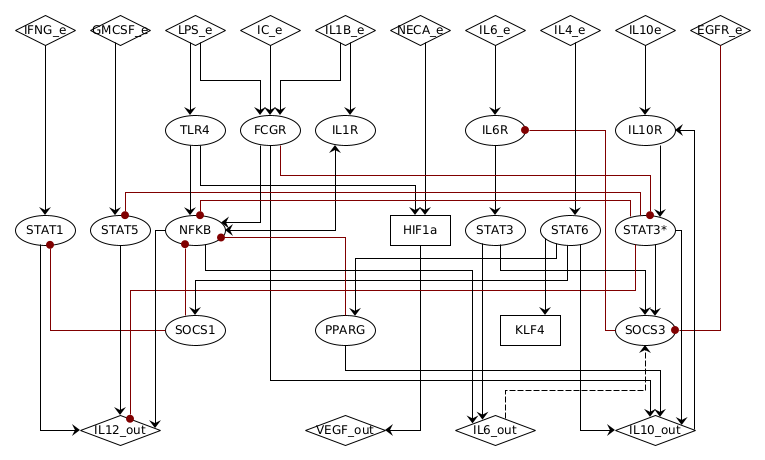 IFNG_e
GMCSF_e
LPS_e
IC_e
IL1B_e
NECA_e
IL6_e
IL4_e
IL10e
EGFR_e
TLR4
FCGR
IL1R
IL6R
IL10R
STAT1
STAT5
NFKB
HIF1a
STAT3
STAT6
STAT3*
SOCS1
PPARG
KLF4
SOCS3
IL12_out
VEGF_out
IL6_out
IL10_out